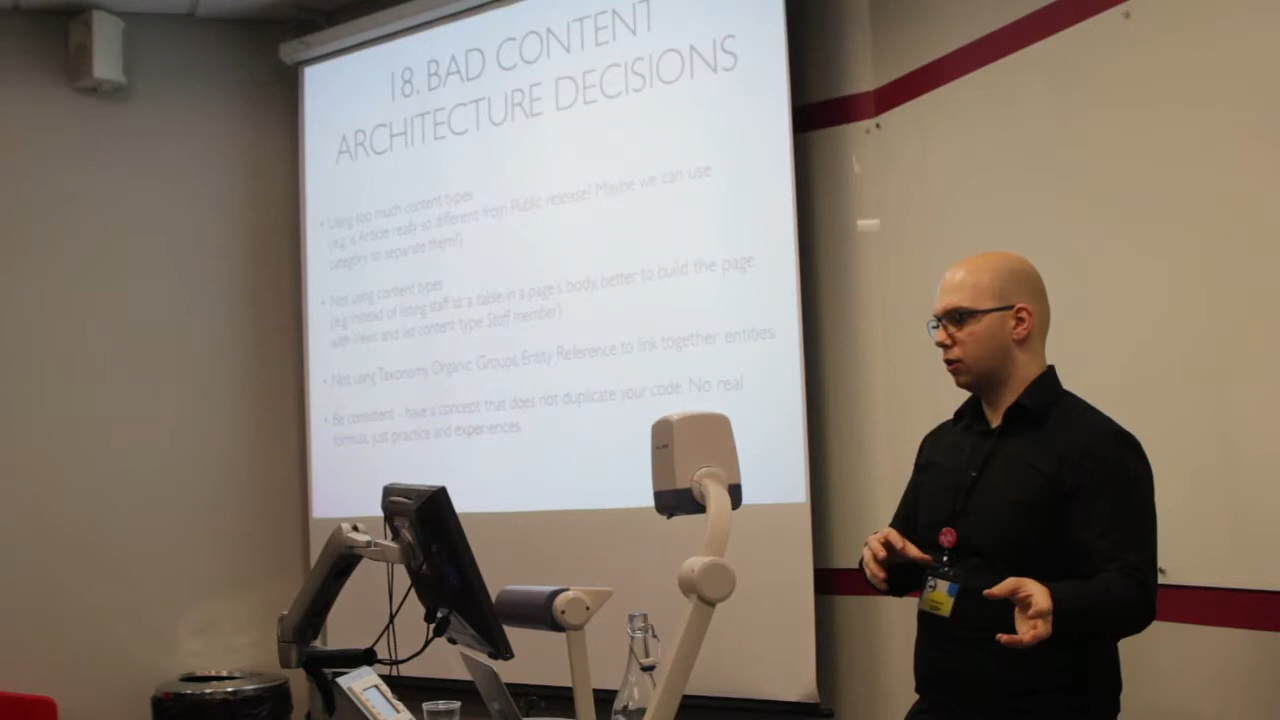 18. BAD CONTENT
ARCHITECTURE DECISIONS
• Using too much content types
(e.g. is Article really so different from Public release? Maybe we can use
category to separate them?)
• Not using content types
(e.g. instead of listing staff as a table in a page's body, better to build the page
with Views and list content type Staff member)
• Not using Taxonomy, Organic Groups, Entity Reference to link together entities.
• Be consistent - have a concept that does not duplicate your code. No real
formula, just practice and experiences